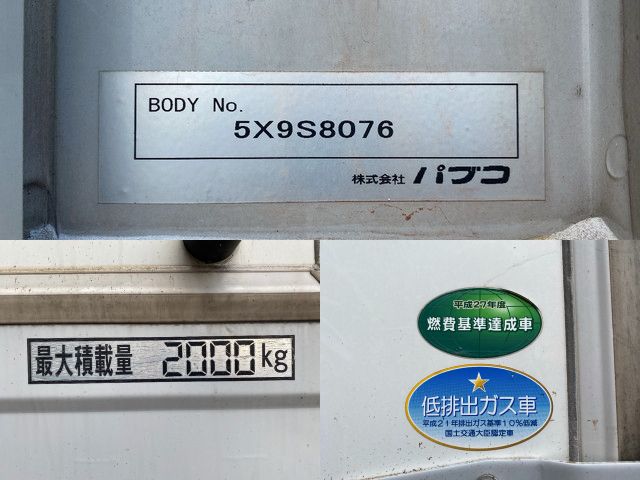 BODY No.
5X9S8076
株式会社 パブコ
最大積載量 2000kg
平成27年度
燃費基準達成車
低排出ガス車
平成21年排出ガス基準10%低減
国土交通大臣認定車